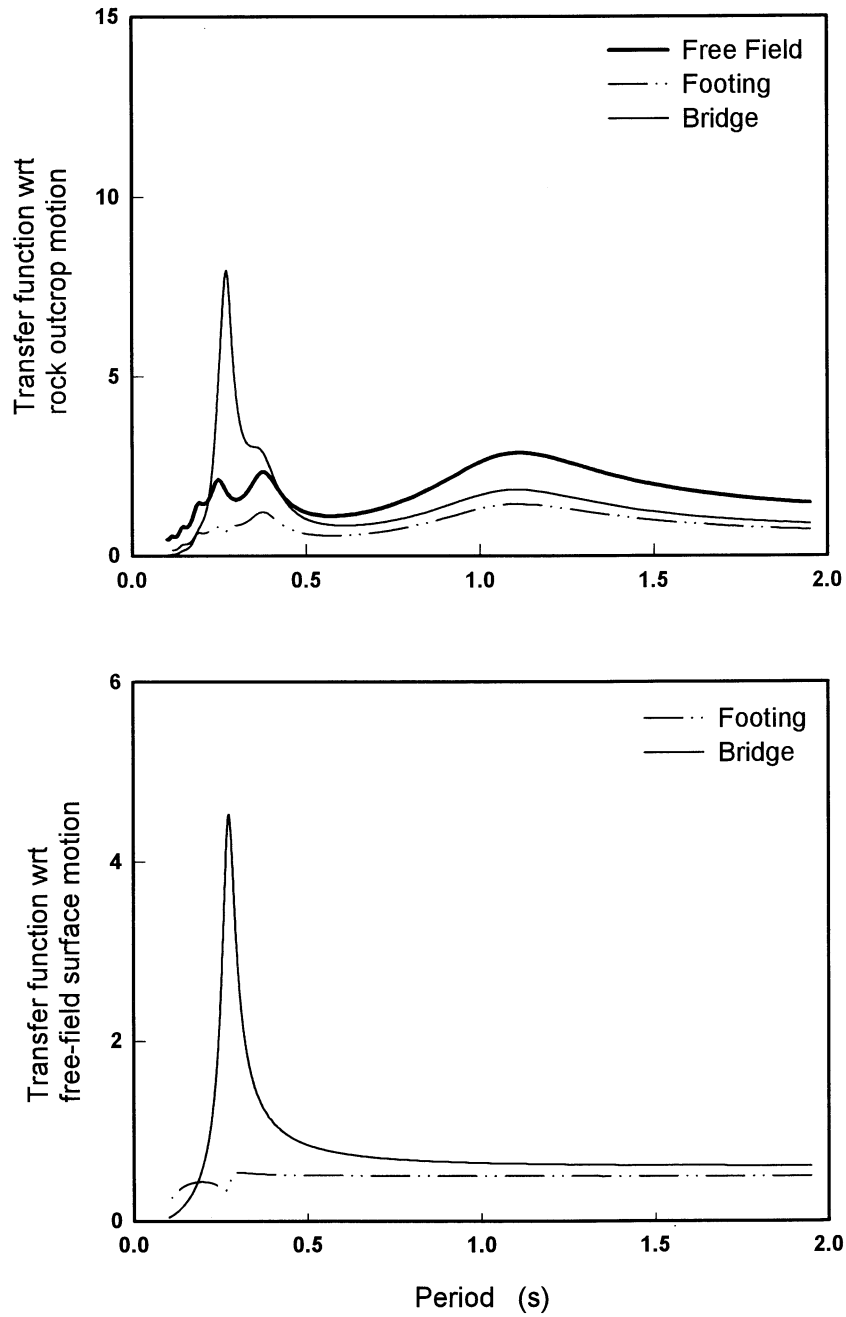 15
10
5
0
Transfer function wrt
rock outcrop motion
Free Field
Footing
Bridge
0.0 0.5 1.0 1.5 2.0
6
4
2
0
Transfer function wrt
free-field surface motion
Footing
Bridge
0.0 0.5 1.0 1.5 2.0
Period (s)